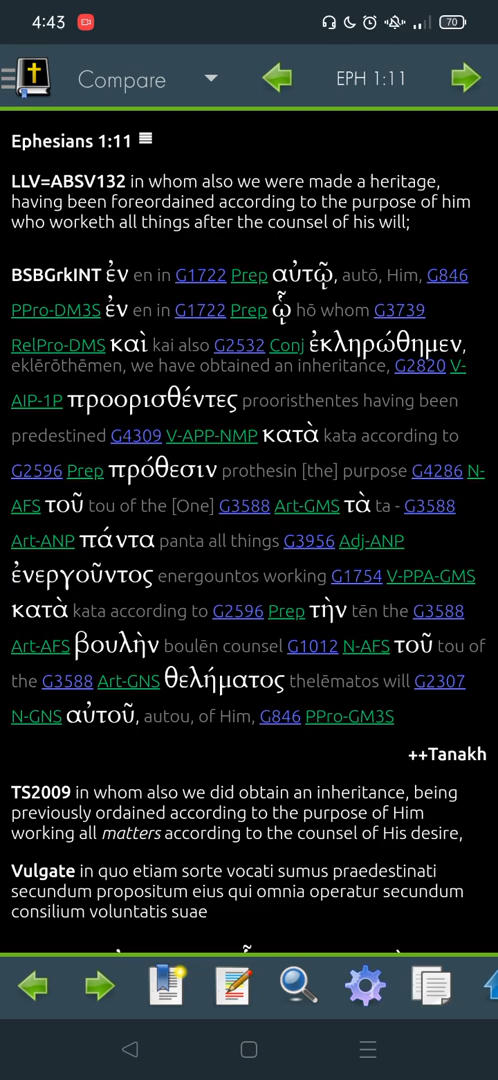 4:43 70
Compare EPH 1:11
Ephesians 1:11
LLV=ABSV132 in whom also we were made a heritage,
having been foreordained according to the purpose of him
who worketh all things after the counsel of his will;
BSBGrkINT ἐν en in G1722 Prep αὐτῷ, autō, Him, G846
PPro-DM3S ἐν en in G1722 Prep ᾧ hō whom G3739
RelPro-DMS καὶ kai also G2532 Conj ἐκληρώθημεν,
eklērōthēmen, we have obtained an inheritance, G2820 V-
AIP-1P προορισθέντες prooristhentes having been
predestined G4309 V-APP-NMP κατὰ kata according to
G2596 Prep πρόθεσιν prothesin [the] purpose G4286 N-
AFS τοῦ tou of the [One] G3588 Art-GMS τὰ ta - G3588
Art-ANP πάντα panta all things G3956 Adj-ANP
ἐνεργοῦντος energountos working G1754 V-PPA-GMS
κατὰ kata according to G2596 Prep τὴν tēn the G3588
Art-AFS βουλὴν boulēn counsel G1012 N-AFS τοῦ tou of
the G3588 Art-GNS θελήματος thelēmatos will G2307
N-GNS αὐτοῦ, autou, of Him, G846 PPro-GM3S
++Tanakh
TS2009 in whom also we did obtain an inheritance, being
previously ordained according to the purpose of Him
working all matters according to the counsel of His desire,
Vulgate in quo etiam sorte vocati sumus praedestinati
secundum propositum eius qui omnia operatur secundum
consilium voluntatis suae